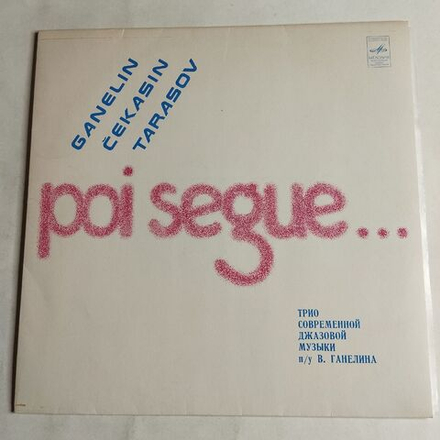 GANELIN
ČEKASIN
TARASOV
poi segue...
ТРИО
СОВРЕМЕННОЙ
ДЖАЗОВОЙ
МУЗЫКИ
п/у В. ГАНЕЛИНА